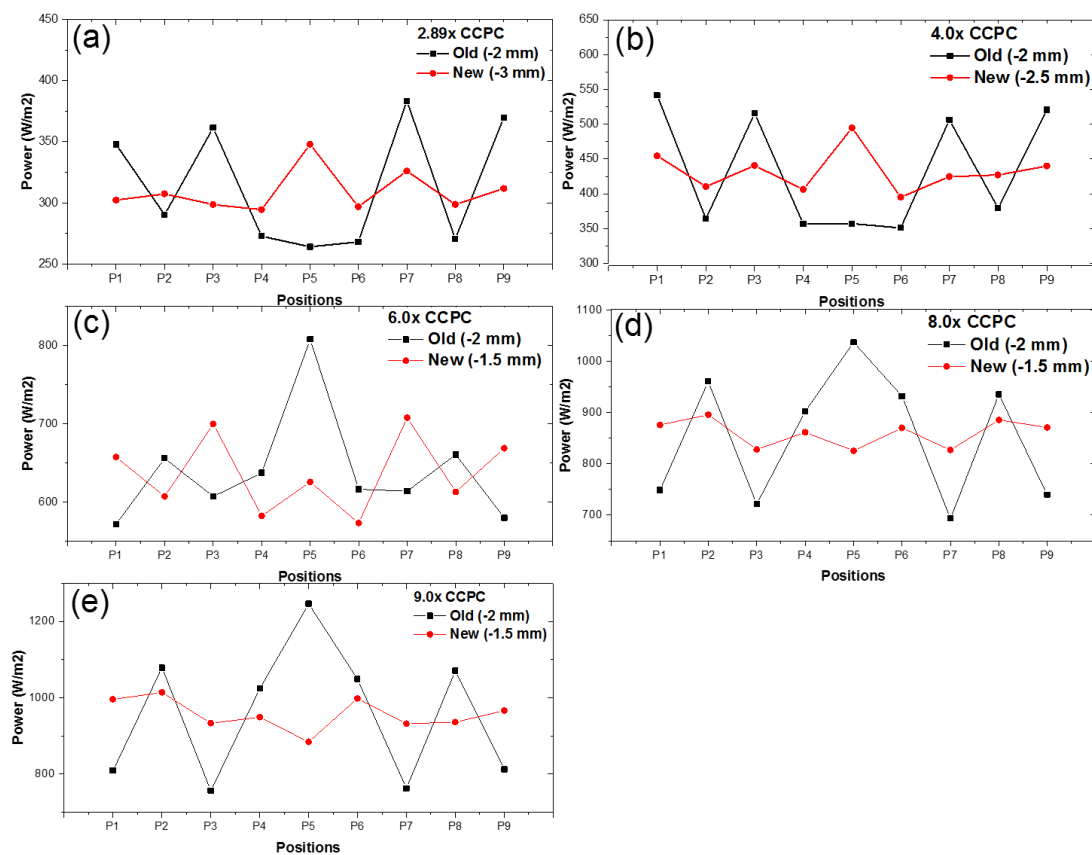 (a)
2.89x CCPC
Old (-2 mm)
New (-3 mm)
Power (W/m2)
450
400
350
300
250
P1 P2 P3 P4 P5 P6 P7 P8 P9
Positions
(b)
4.0x CCPC
Old (-2 mm)
New (-2.5 mm)
Power (W/m2)
650
600
550
500
450
400
350
300
P1 P2 P3 P4 P5 P6 P7 P8 P9
Positions
(c)
6.0x CCPC
Old (-2 mm)
New (-1.5 mm)
Power (W/m2)
800
700
600
P1 P2 P3 P4 P5 P6 P7 P8 P9
Positions
(d)
8.0x CCPC
Old (-2 mm)
New (-1.5 mm)
Power (W/m2)
1100
1000
900
800
700
P1 P2 P3 P4 P5 P6 P7 P8 P9
Positions
(e)
9.0x CCPC
Old (-2 mm)
New (-1.5 mm)
Power (W/m2)
1200
1000
800
P1 P2 P3 P4 P5 P6 P7 P8 P9
Positions